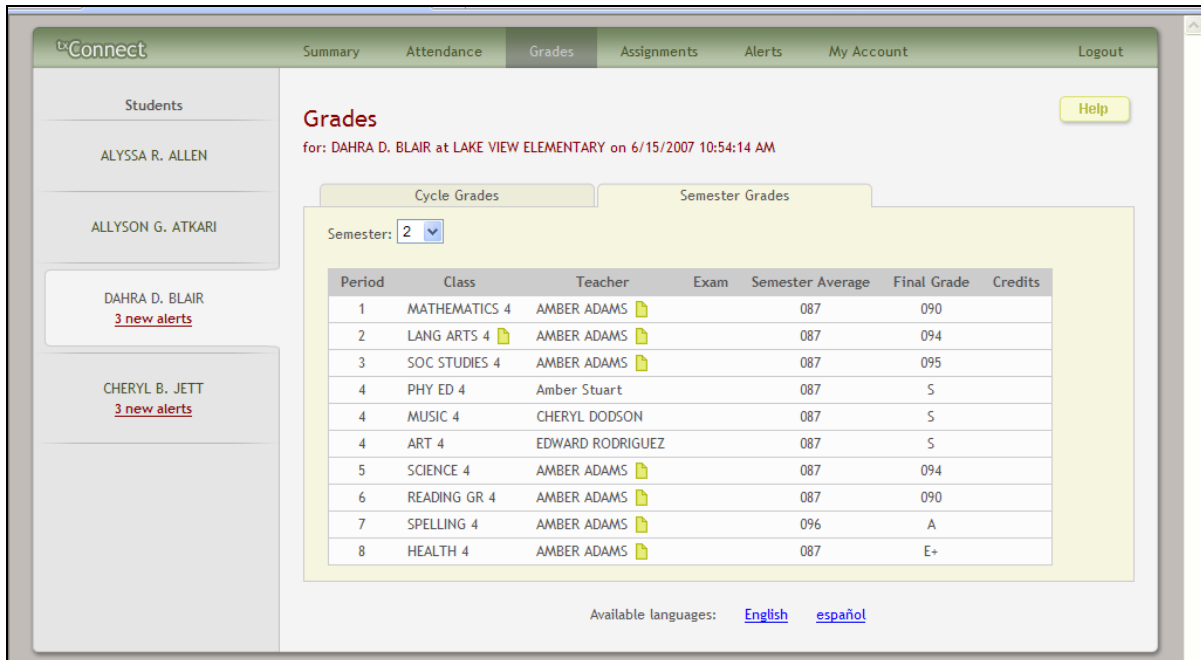 txConnect Summary Attendance Grades Assignments Alerts My Account Logout
Students
ALYSSA R. ALLEN
ALLYSON G. ATKARI
DAHRA D. BLAIR
3 new alerts
CHERYL B. JETT
3 new alerts
Grades
Help
for: DAHRA D. BLAIR at LAKE VIEW ELEMENTARY on 6/15/2007 10:54:14 AM
Cycle Grades Semester Grades
Semester: 2
Period Class Teacher Exam Semester Average Final Grade Credits
1 MATHEMATICS 4 AMBER ADAMS 087 090
2 LANG ARTS 4 AMBER ADAMS 087 094
3 SOC STUDIES 4 AMBER ADAMS 087 095
4 PHY ED 4 Amber Stuart 087 S
4 MUSIC 4 CHERYL DODSON 087 S
4 ART 4 EDWARD RODRIGUEZ 087 S
5 SCIENCE 4 AMBER ADAMS 087 094
6 READING GR 4 AMBER ADAMS 087 090
7 SPELLING 4 AMBER ADAMS 096 A
8 HEALTH 4 AMBER ADAMS 087 E+
Available languages: English español